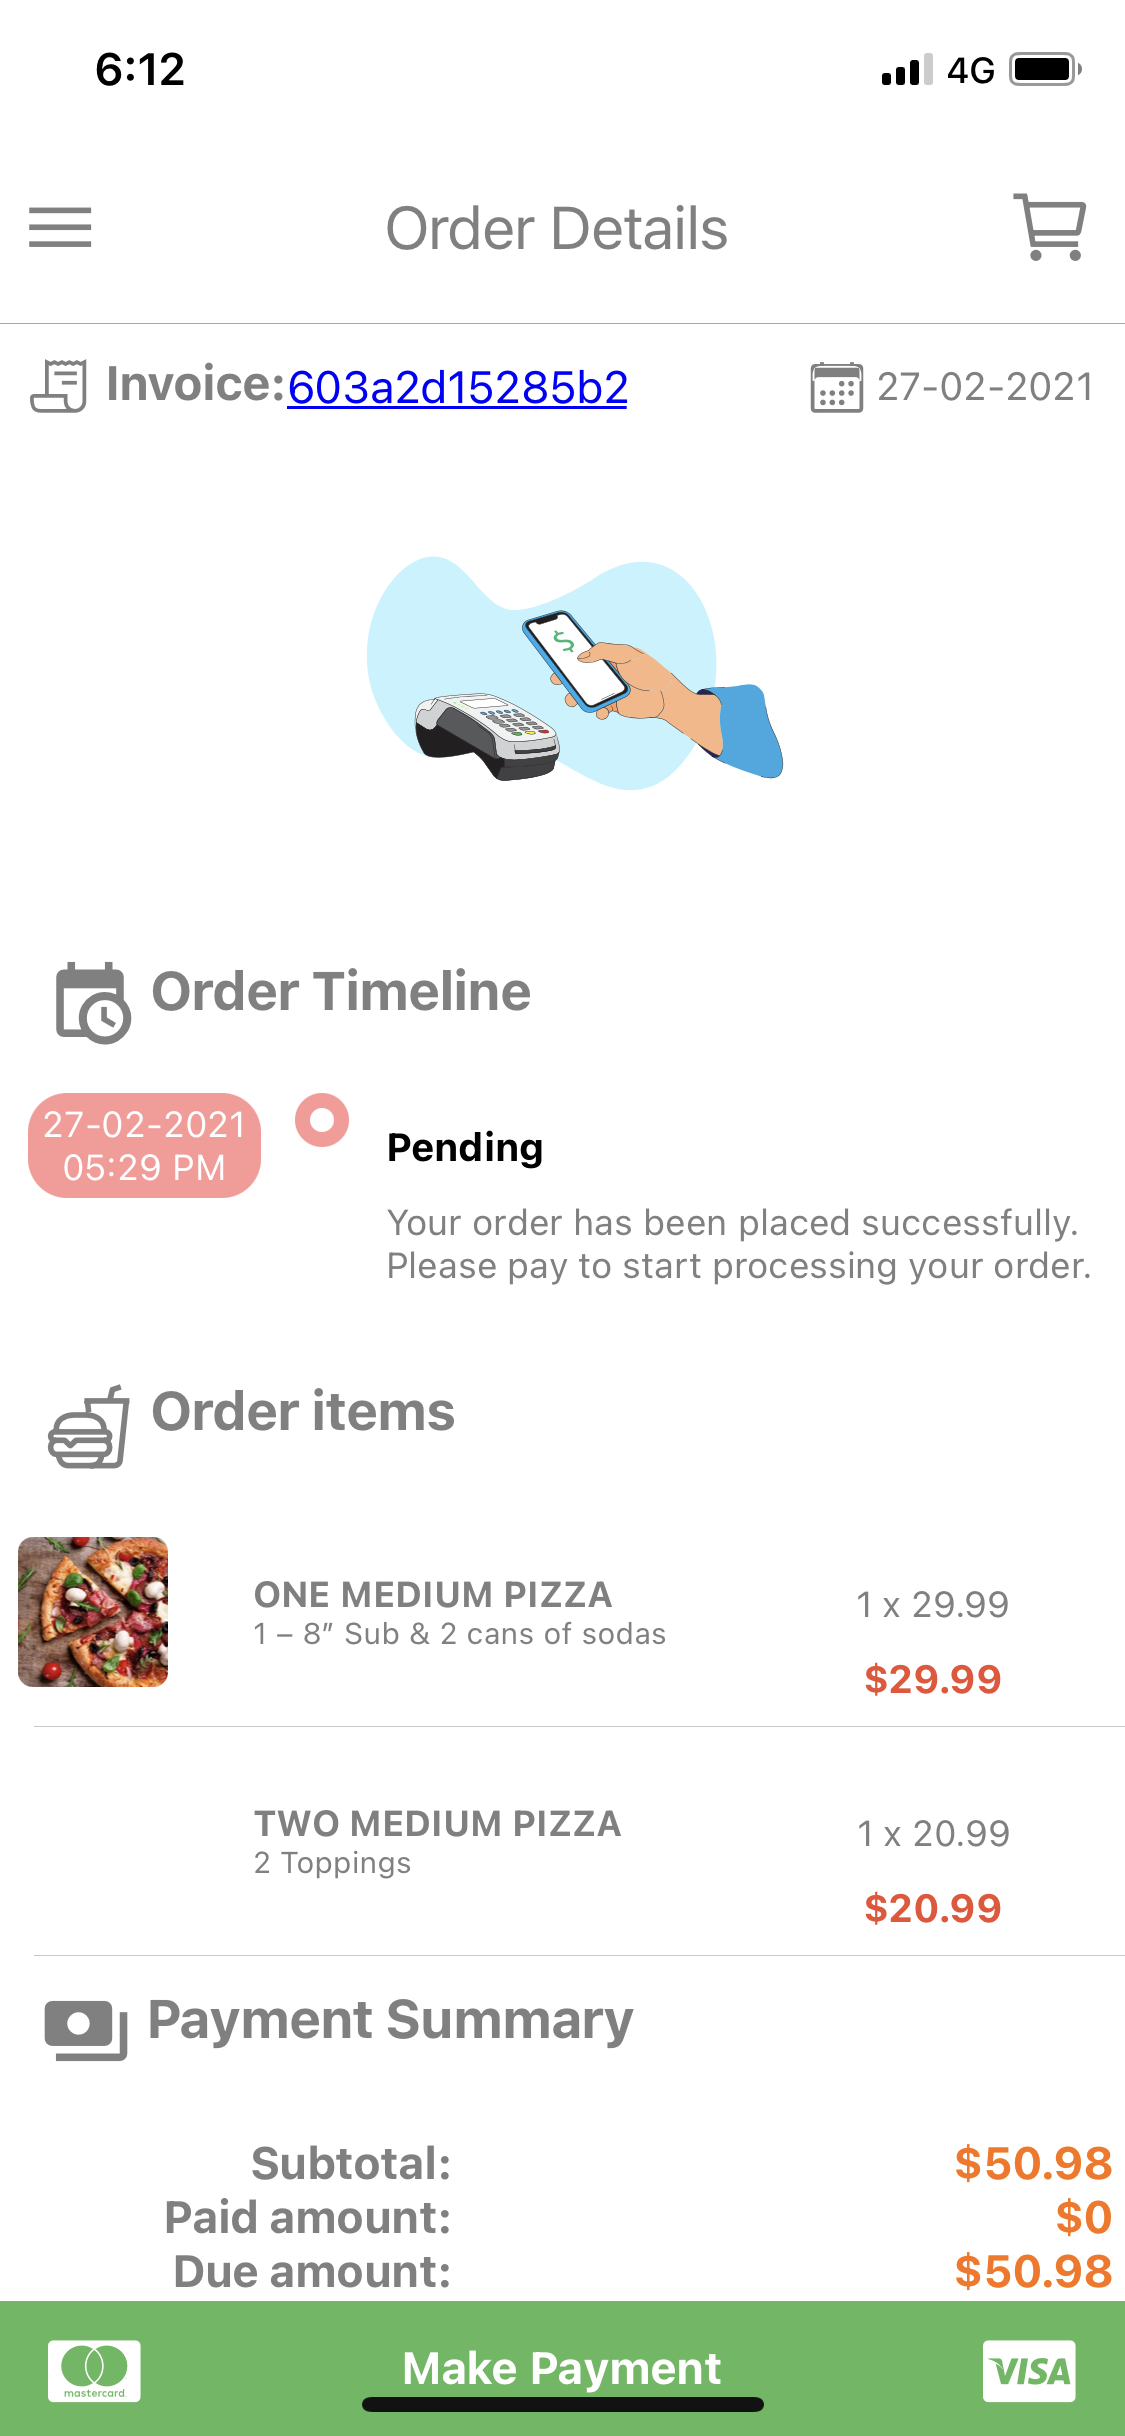 6:12 4G
Order Details
Invoice:603a2d15285b2 27-02-2021
$
Order Timeline
27-02-2021
05:29 PM
Pending
Your order has been placed successfully.
Please pay to start processing your order.
Order items
ONE MEDIUM PIZZA
1 – 8” Sub & 2 cans of sodas
1 x 29.99
$29.99
TWO MEDIUM PIZZA
2 Toppings
1 x 20.99
$20.99
Payment Summary
Subtotal: $50.98
Paid amount: $0
Due amount: $50.98
mastercard Make Payment VISA